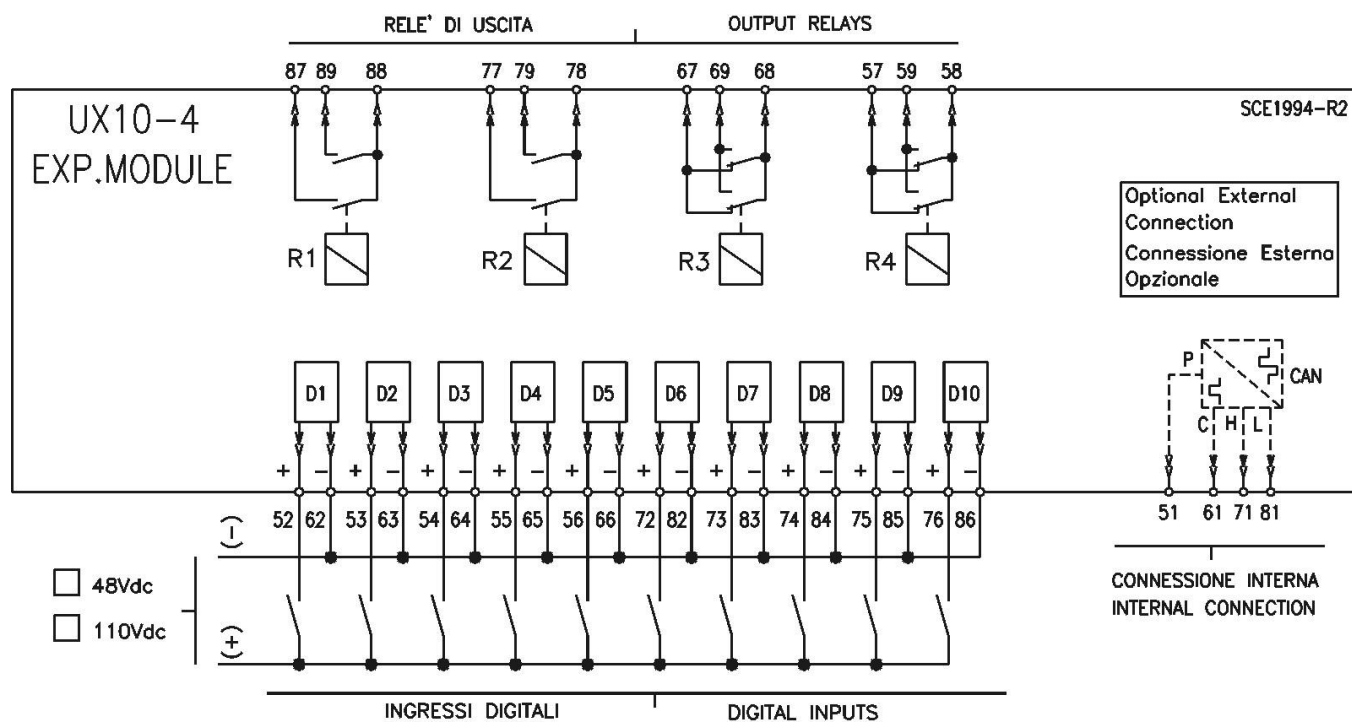 RELE' DI USCITA OUTPUT RELAYS
87 89 88 77 79 78 67 69 68 57 59 58
UX10-4
EXP.MODULE
SCE1994-R2
R1 R2 R3 R4
Optional External
Connection
Connessione Esterna
Opzionale
D1 D2 D3 D4 D5 D6 D7 D8 D9 D10
P CAN
C H L
+ − + − + − + − + − + − + − + − + − + −
52 62 53 63 54 64 55 65 56 66 72 82 73 83 74 84 75 85 76 86
51 61 71 81
(−)
48Vdc
110Vdc
(+)
CONNESSIONE INTERNA
INTERNAL CONNECTION
INGRESSI DIGITALI DIGITAL INPUTS